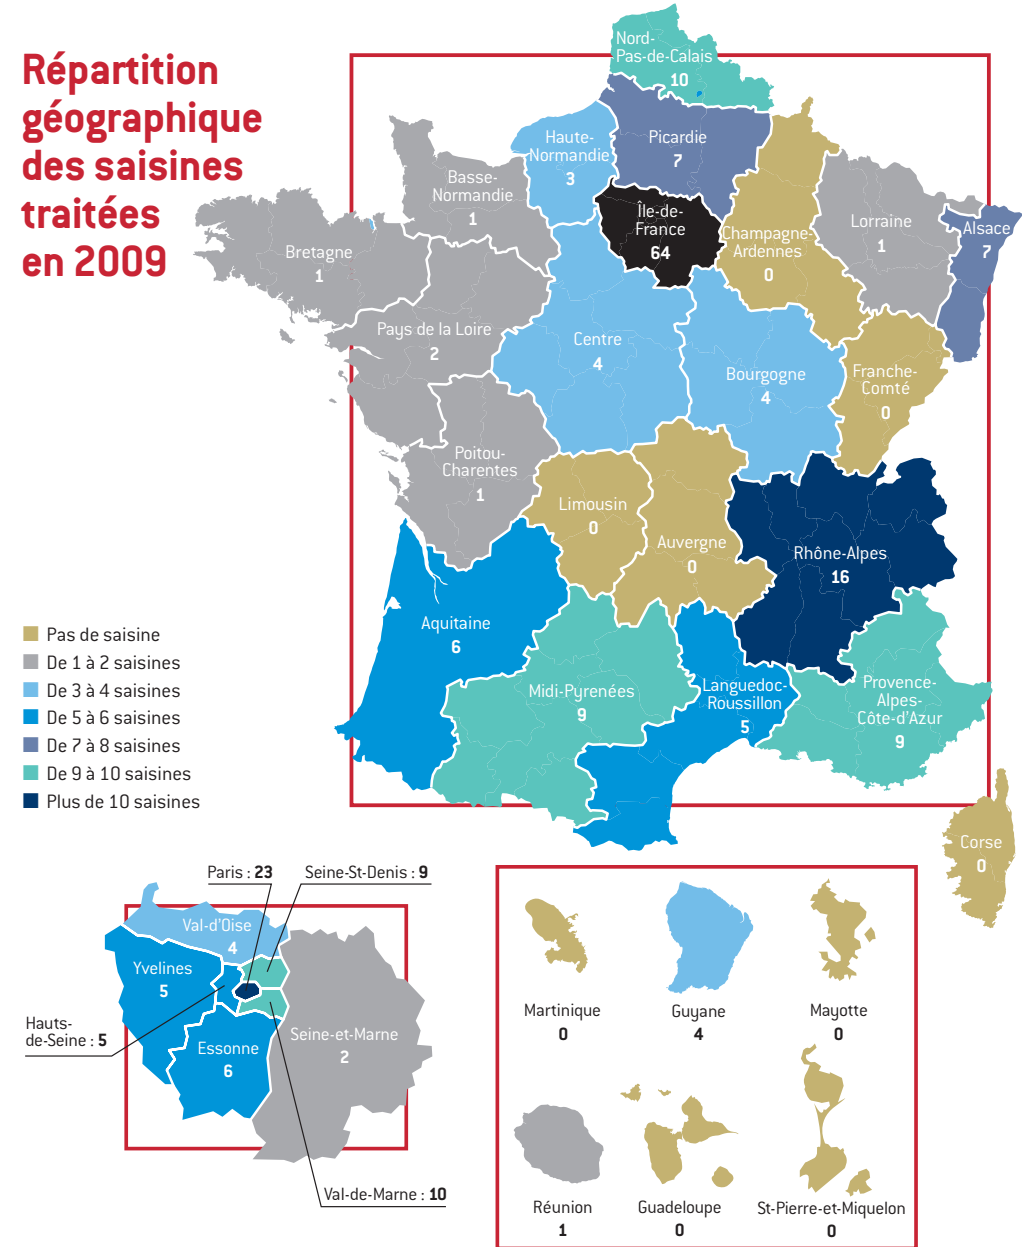 Répartition
géographique
des saisines
traitées
en 2009
Nord-
Pas-de-Calais
10
Haute-
Normandie
3
Picardie
7
Basse-
Normandie
1
Île-de-
France
64
Champagne-
Ardennes
0
Lorraine
1
Alsace
7
Bretagne
1
Pays de la Loire
2
Centre
4
Bourgogne
4
Franche-
Comté
0
Poitou-
Charentes
1
Limousin
0
Auvergne
0
Rhône-Alpes
16
Aquitaine
6
Midi-Pyrenées
9
Languedoc-
Roussillon
5
Provence-
Alpes-
Côte-d'Azur
9
Corse
0
Pas de saisine
De 1 à 2 saisines
De 3 à 4 saisines
De 5 à 6 saisines
De 7 à 8 saisines
De 9 à 10 saisines
Plus de 10 saisines
Paris : 23
Seine-St-Denis : 9
Val-d'Oise
4
Yvelines
5
Hauts-
de-Seine : 5
Essonne
6
Seine-et-Marne
2
Val-de-Marne : 10
Martinique
0
Guyane
4
Mayotte
0
Réunion
1
Guadeloupe
0
St-Pierre-et-Miquelon
0